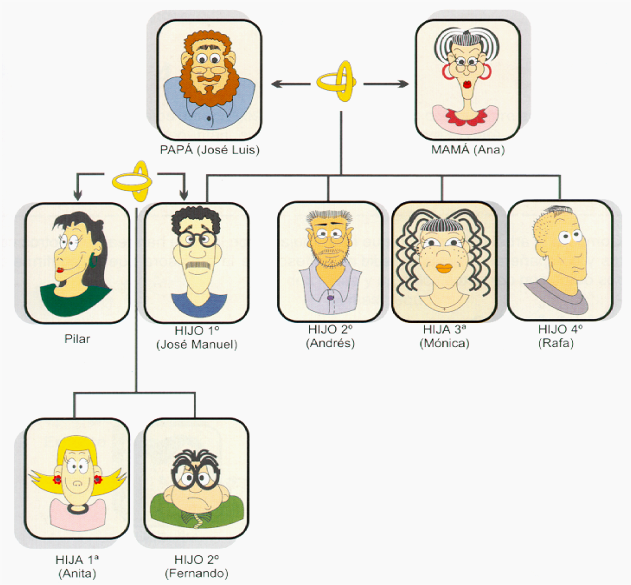 PAPÁ (José Luis)
MAMÁ (Ana)
Pilar
HIJO 1º
(José Manuel)
HIJO 2º
(Andrés)
HIJA 3ª
(Mónica)
HIJO 4º
(Rafa)
HIJA 1ª
(Anita)
HIJO 2º
(Fernando)